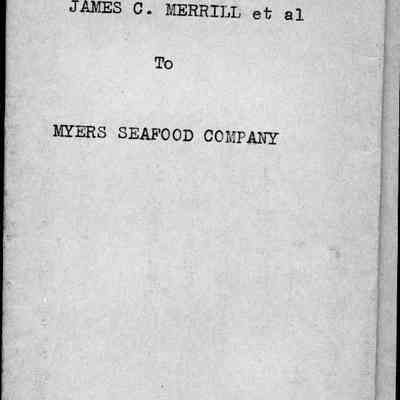 JAMES C. MERRILL et al
To
MYERS SEAFOOD COMPANY